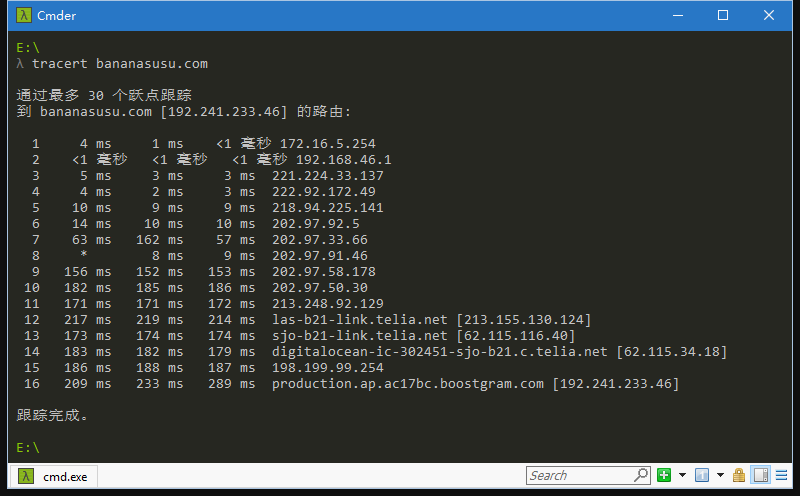 Cmder
E:\
λ tracert bananasusu.com
通过最多 30 个跃点跟踪
到 bananasusu.com [192.241.233.46] 的路由:
1 4 ms 1 ms <1 毫秒 172.16.5.254
2 <1 毫秒 <1 毫秒 <1 毫秒 192.168.46.1
3 5 ms 3 ms 3 ms 221.224.33.137
4 4 ms 2 ms 3 ms 222.92.172.49
5 10 ms 9 ms 9 ms 218.94.225.141
6 14 ms 10 ms 10 ms 202.97.92.5
7 63 ms 162 ms 57 ms 202.97.33.66
8 * 8 ms 9 ms 202.97.91.46
9 156 ms 152 ms 153 ms 202.97.58.178
10 182 ms 185 ms 186 ms 202.97.50.30
11 171 ms 171 ms 172 ms 213.248.92.129
12 217 ms 219 ms 214 ms las-b21-link.telia.net [213.155.130.124]
13 173 ms 174 ms 174 ms sjo-b21-link.telia.net [62.115.116.40]
14 183 ms 182 ms 179 ms digitalocean-ic-302451-sjo-b21.c.telia.net [62.115.34.18]
15 186 ms 188 ms 187 ms 198.199.99.254
16 209 ms 233 ms 289 ms production.ap.ac17bc.boostgram.com [192.241.233.46]
跟踪完成。
E:\
λ cmd.exe Search